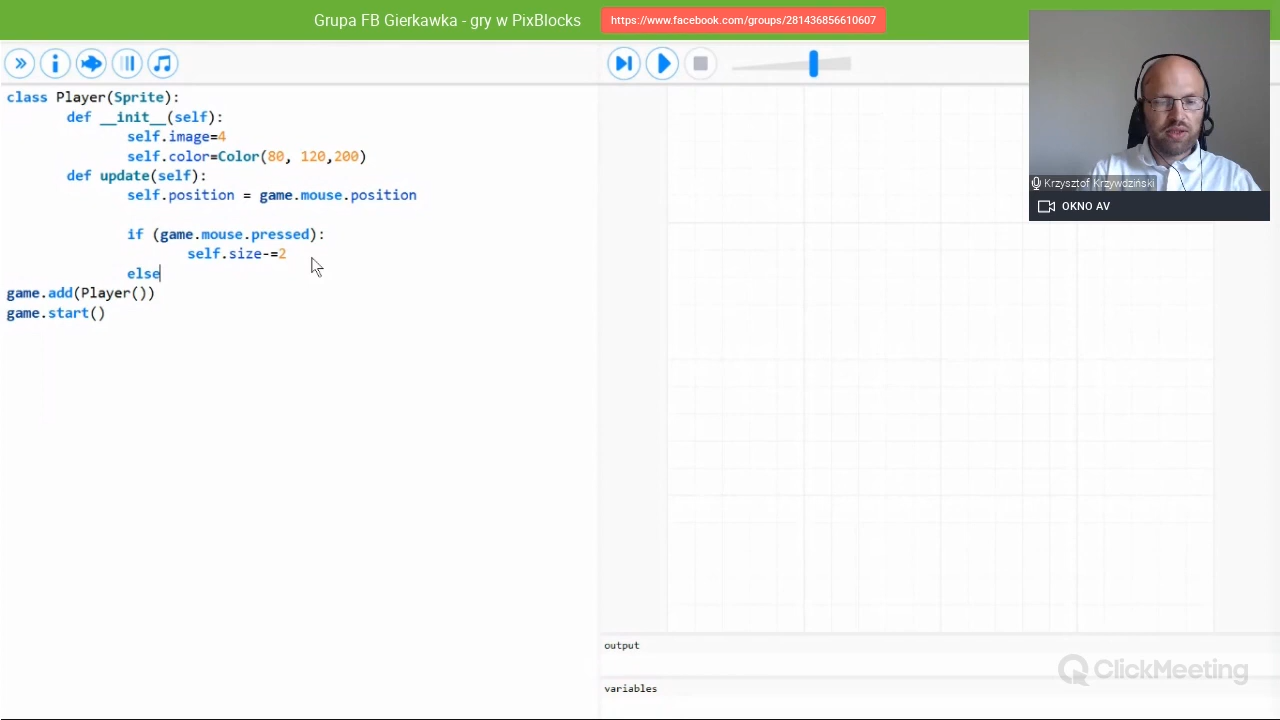 Grupa FB Gierkawka - gry w PixBlocks
https://www.facebook.com/groups/281436856610607
class Player(Sprite):
def __init__(self):
self.image=4
self.color=Color(80, 120,200)
def update(self):
self.position = game.mouse.position
if (game.mouse.pressed):
self.size-=2
else
game.add(Player())
game.start()
Krzysztof Krzywdziński
OKNO AV
output
variables
ClickMeeting